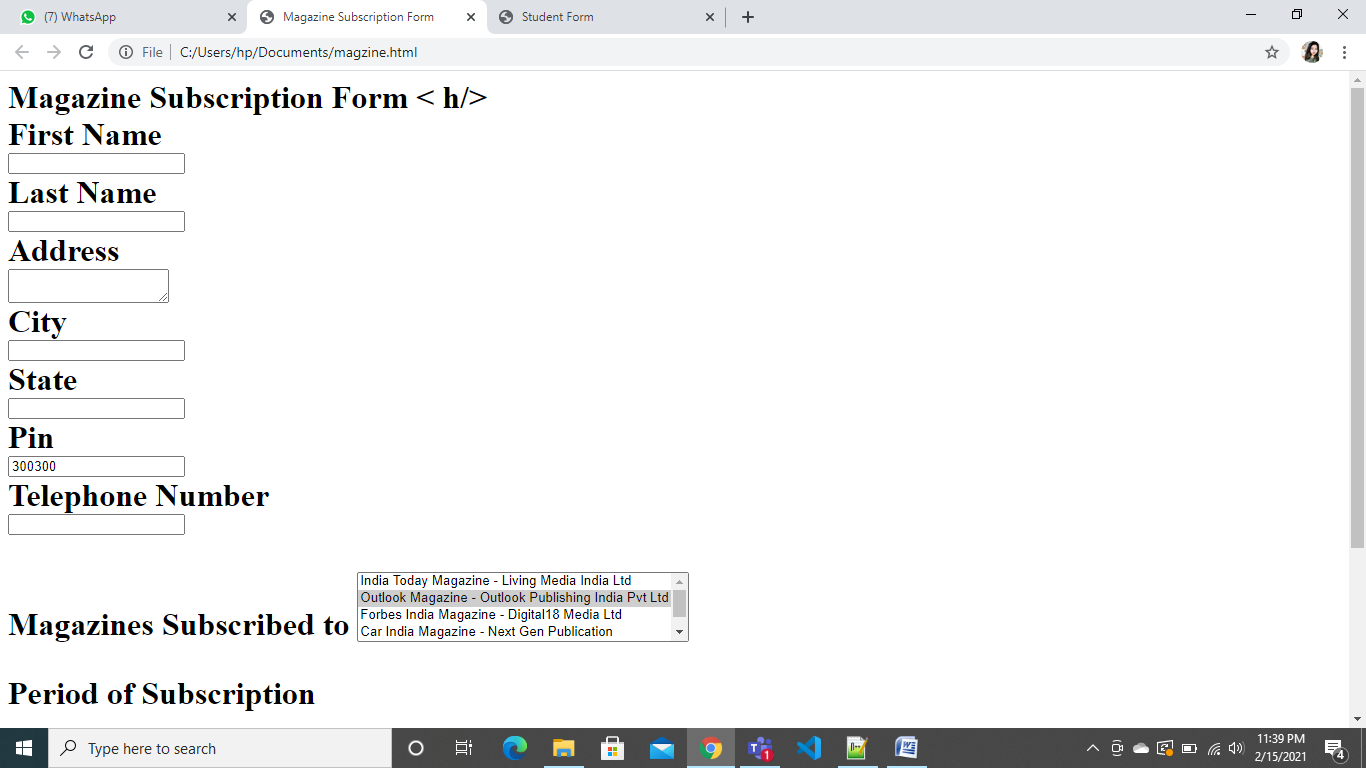 (7) WhatsApp
Magazine Subscription Form
Student Form
File
C:/Users/hp/Documents/magzine.html
Magazine Subscription Form < h/>
First Name
Last Name
Address
City
State
Pin
300300
Telephone Number
India Today Magazine - Living Media India Ltd
Outlook Magazine - Outlook Publishing India Pvt Ltd
Forbes India Magazine - Digital18 Media Ltd
Car India Magazine - Next Gen Publication
Magazines Subscribed to
Period of Subscription
Type here to search
1
11:39 PM
2/15/2021
4